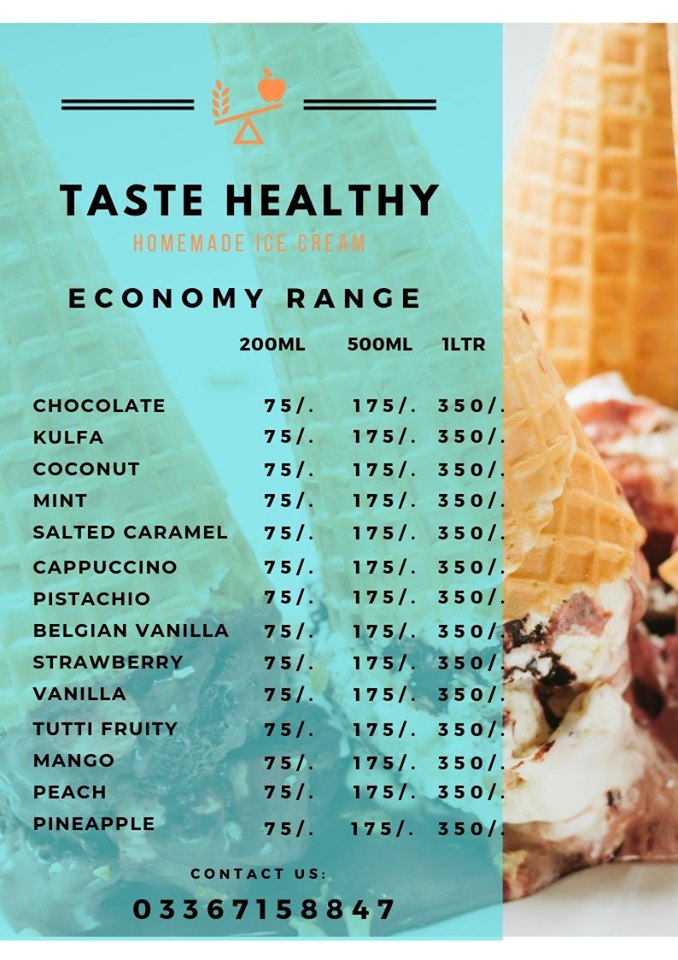 TASTE HEALTHY
HOMEMADE ICE CREAM
ECONOMY RANGE
200ML 500ML 1LTR
CHOCOLATE 75/. 175/. 350/.
KULFA 75/. 175/. 350/.
COCONUT 75/. 175/. 350/.
MINT 75/. 175/. 350/.
SALTED CARAMEL 75/. 175/. 350/.
CAPPUCCINO 75/. 175/. 350/.
PISTACHIO 75/. 175/. 350/.
BELGIAN VANILLA 75/. 175/. 350/.
STRAWBERRY 75/. 175/. 350/.
VANILLA 75/. 175/. 350/.
TUTTI FRUITY 75/. 175/. 350/.
MANGO 75/. 175/. 350/.
PEACH 75/. 175/. 350/.
PINEAPPLE 75/. 175/. 350/.
CONTACT US:
03367158847